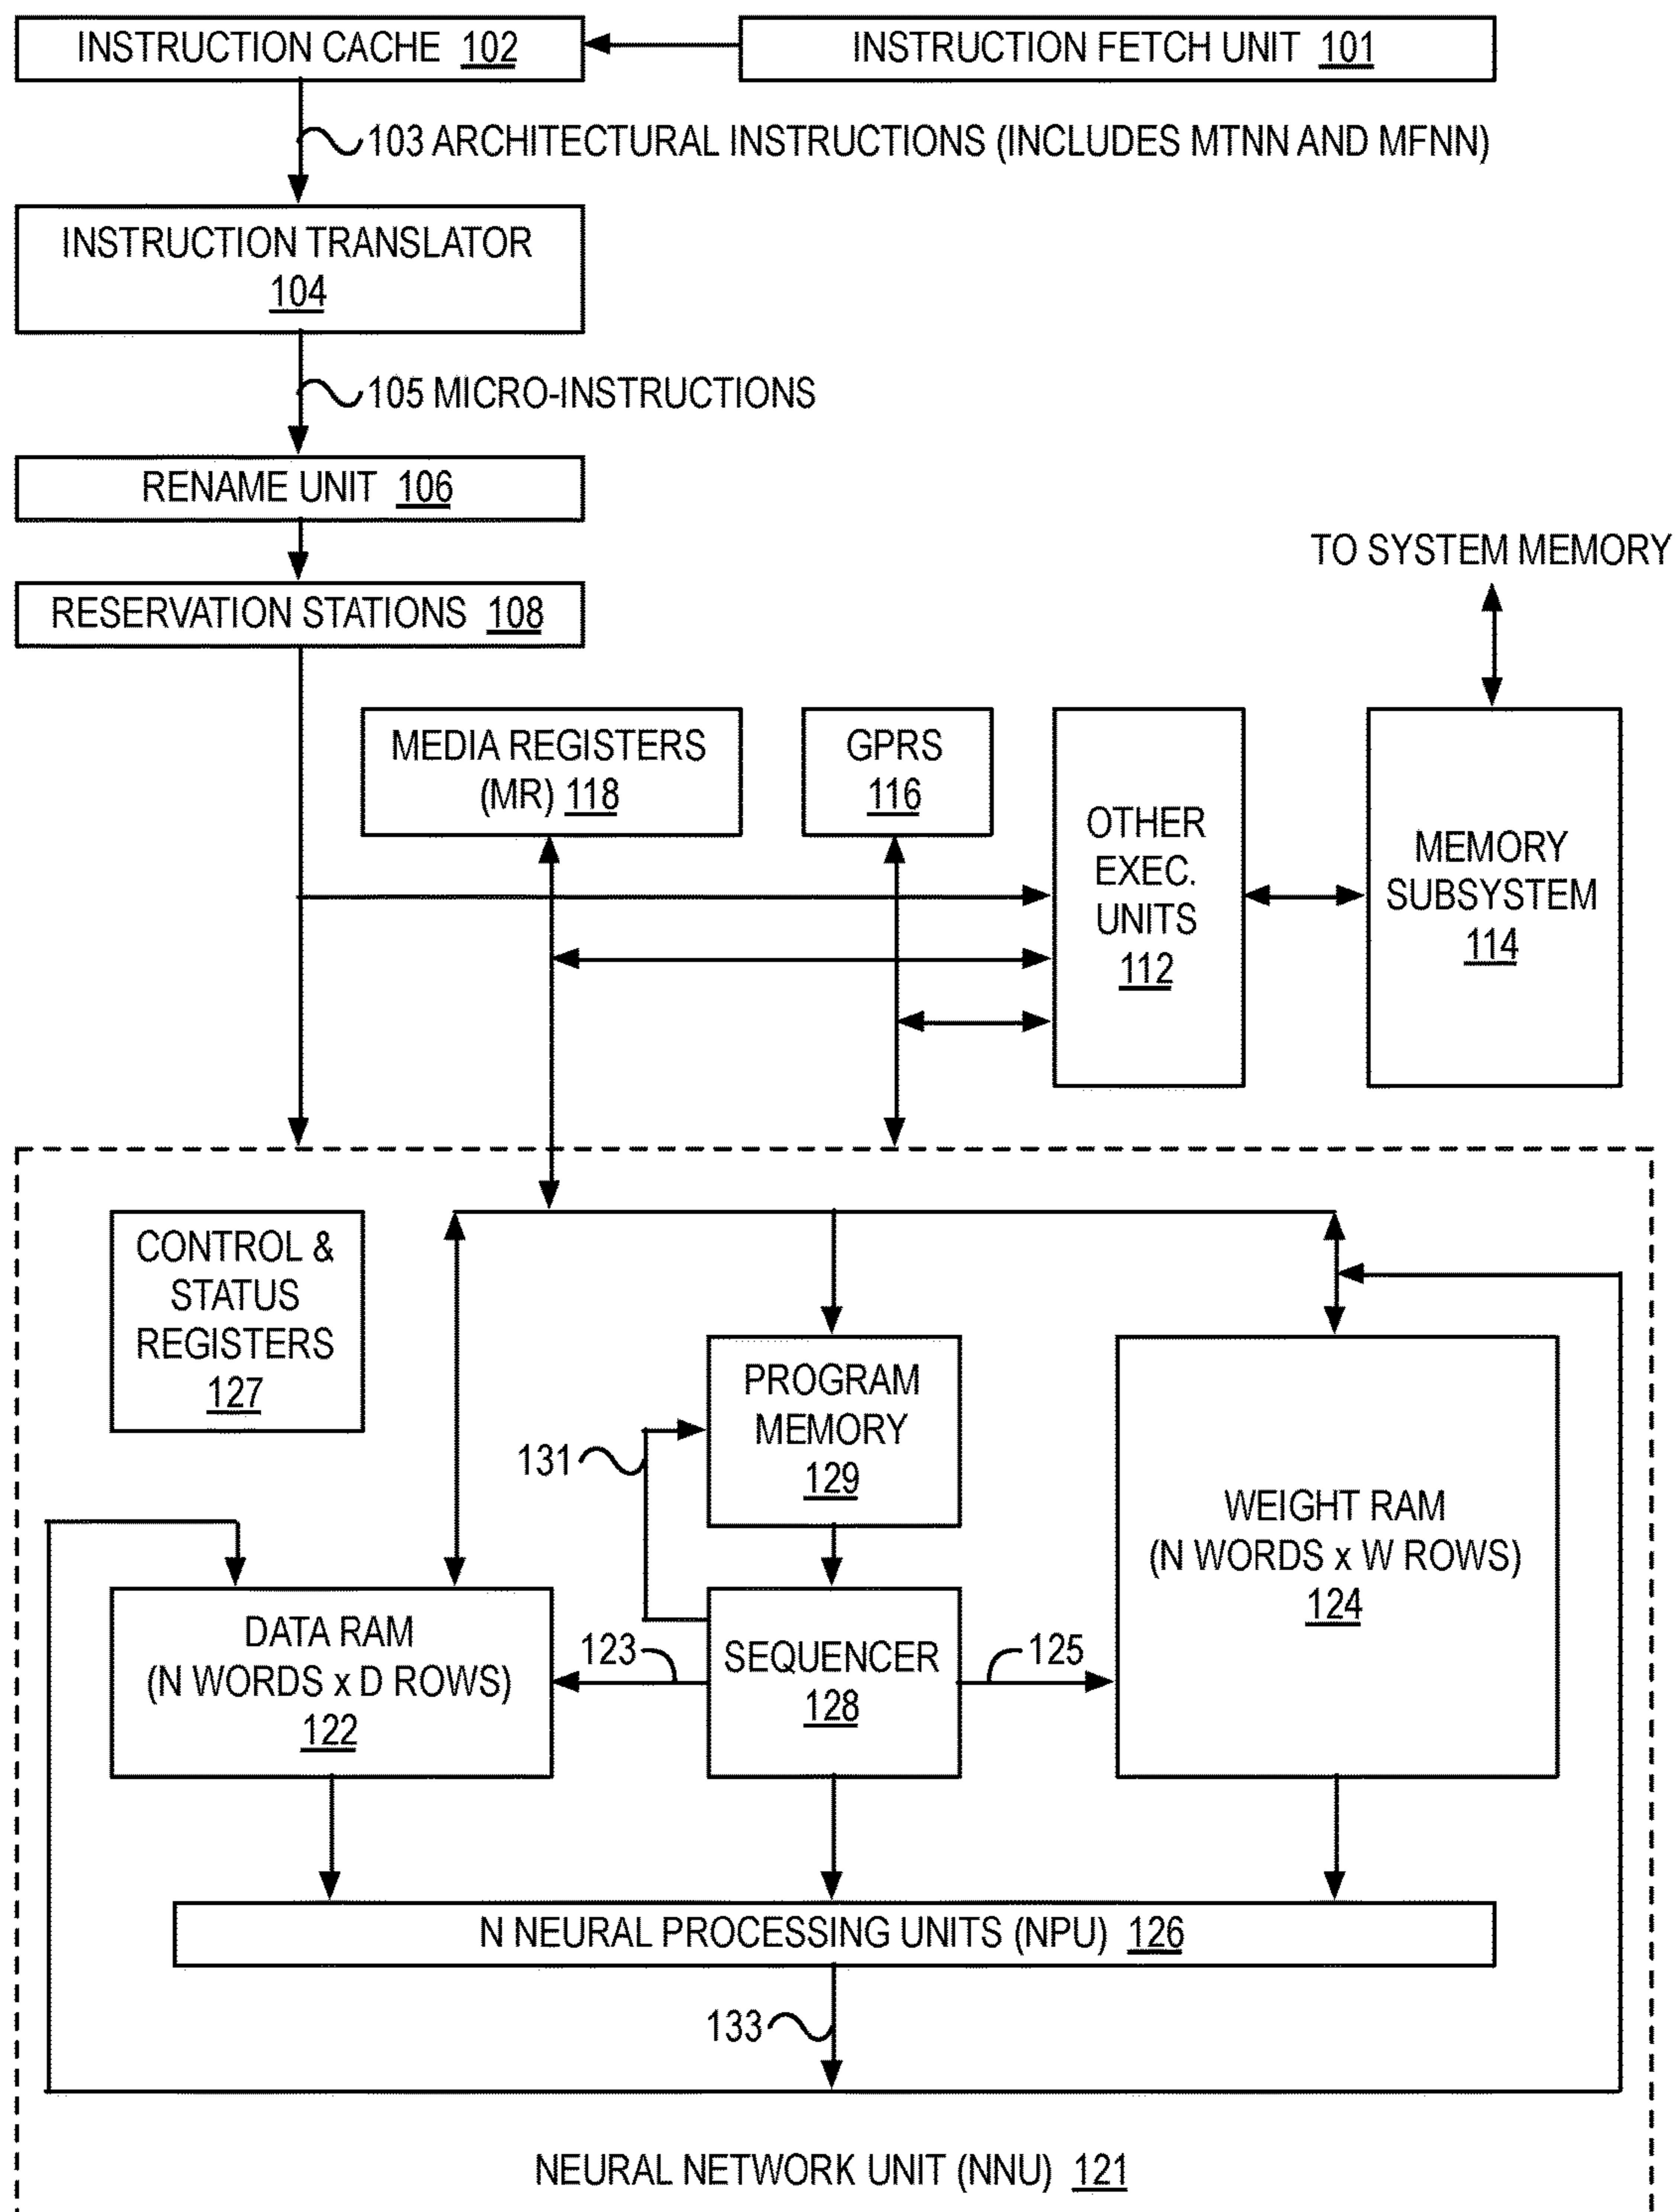 INSTRUCTION CACHE 102
INSTRUCTION FETCH UNIT 101
103 ARCHITECTURAL INSTRUCTIONS (INCLUDES MTNN AND MFNN)
INSTRUCTION TRANSLATOR
104
105 MICRO-INSTRUCTIONS
RENAME UNIT 106
RESERVATION STATIONS 108
TO SYSTEM MEMORY
MEDIA REGISTERS
(MR) 118
GPRS
116
OTHER
EXEC.
UNITS
112
MEMORY
SUBSYSTEM
114
CONTROL &
STATUS
REGISTERS
127
PROGRAM
MEMORY
129
131
WEIGHT RAM
(N WORDS x W ROWS)
124
DATA RAM
(N WORDS x D ROWS)
122
123
SEQUENCER
128
125
N NEURAL PROCESSING UNITS (NPU) 126
133
NEURAL NETWORK UNIT (NNU) 121